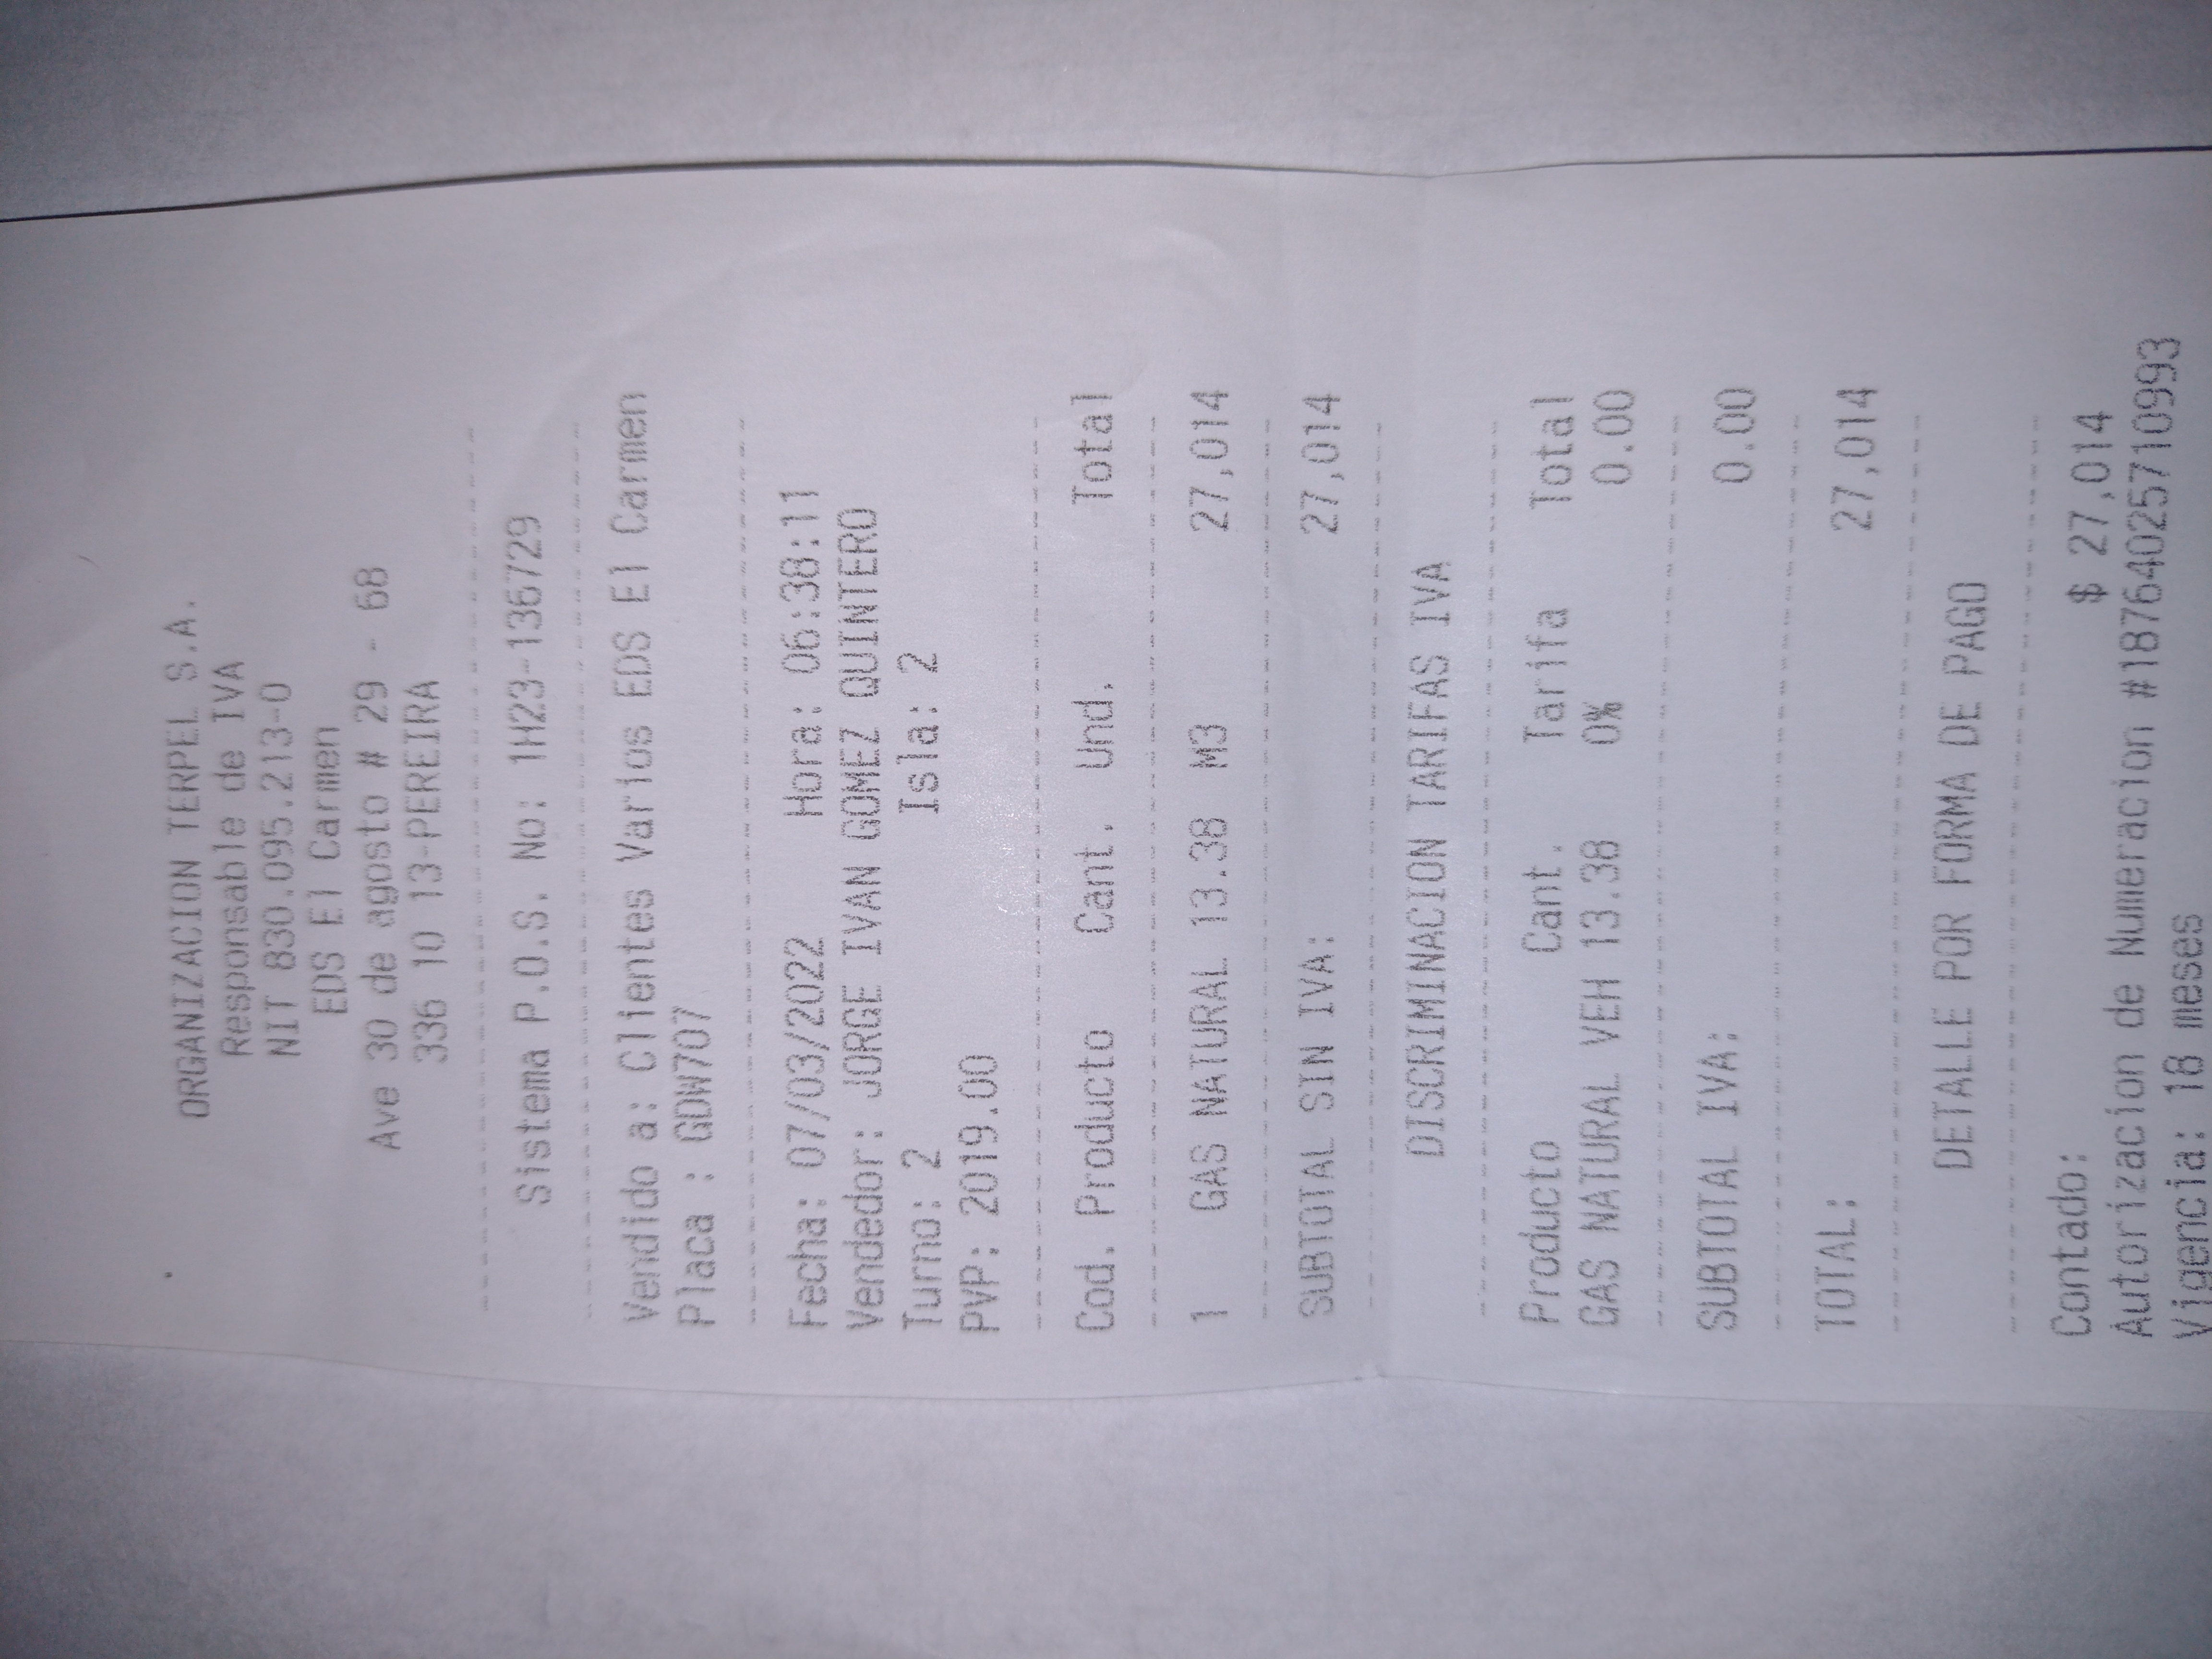 ORGANIZACION TERPEL S.A.
Responsable de IVA
NIT 830.095.213-0
EDS El Carmen
Ave 30 de agosto # 29 - 68
336 10 13-PEREIRA
Sistema P.O.S. No: 1H23-136729
Vendido a: Clientes Varios EDS El Carmen
Placa : GDW707
Fecha: 07/03/2022 Hora: 06:38:11
Vendedor: JORGE IVAN GOMEZ QUINTERO
Turno: 2 Isla: 2
PVP: 2019.00
Cod. Producto Cant. Und. Total
1 GAS NATURAL 13.38 M3 27,014
SUBTOTAL SIN IVA: 27,014
DISCRIMINACION TARIFAS IVA
Producto Cant. Tarifa Total
GAS NATURAL VEH 13.38 0% 0.00
SUBTOTAL IVA: 0.00
TOTAL: 27,014
DETALLE POR FORMA DE PAGO
Contado: $ 27,014
Autorizacion de Numeracion #18764025710993
Vigencia: 18 meses